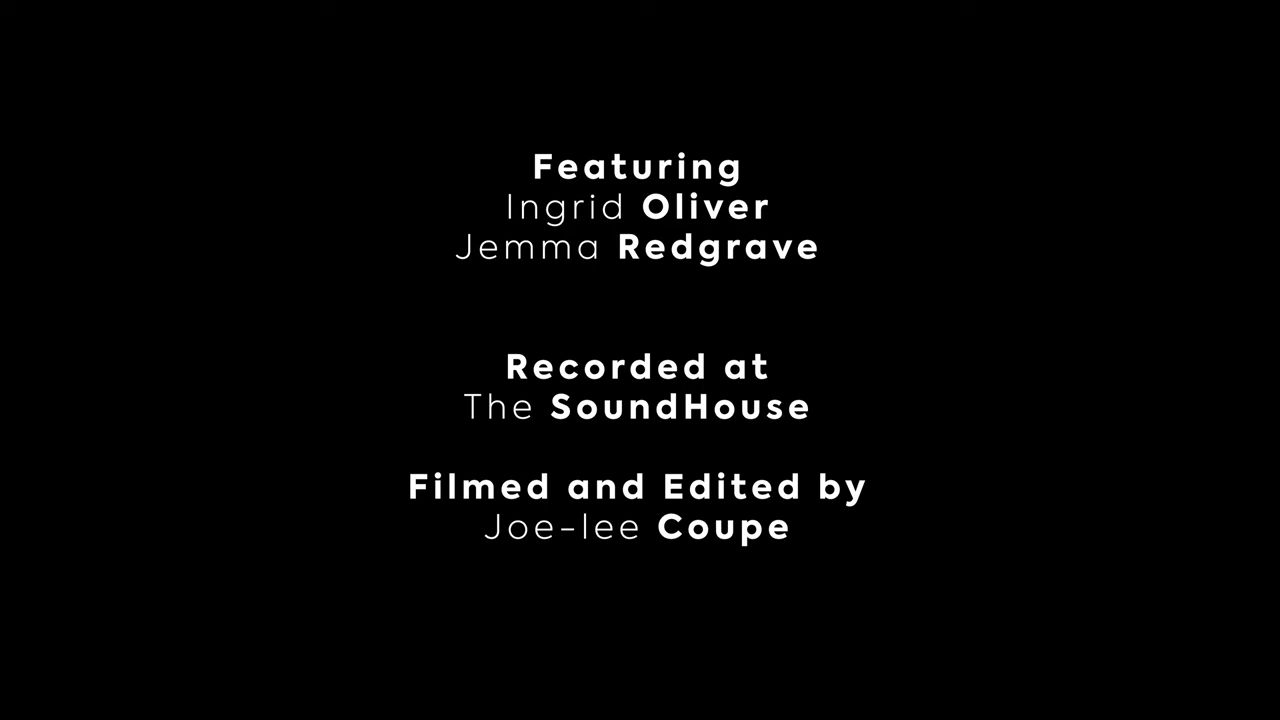 Featuring
Ingrid Oliver
Jemma Redgrave
Recorded at
The SoundHouse
Filmed and Edited by
Joe-lee Coupe